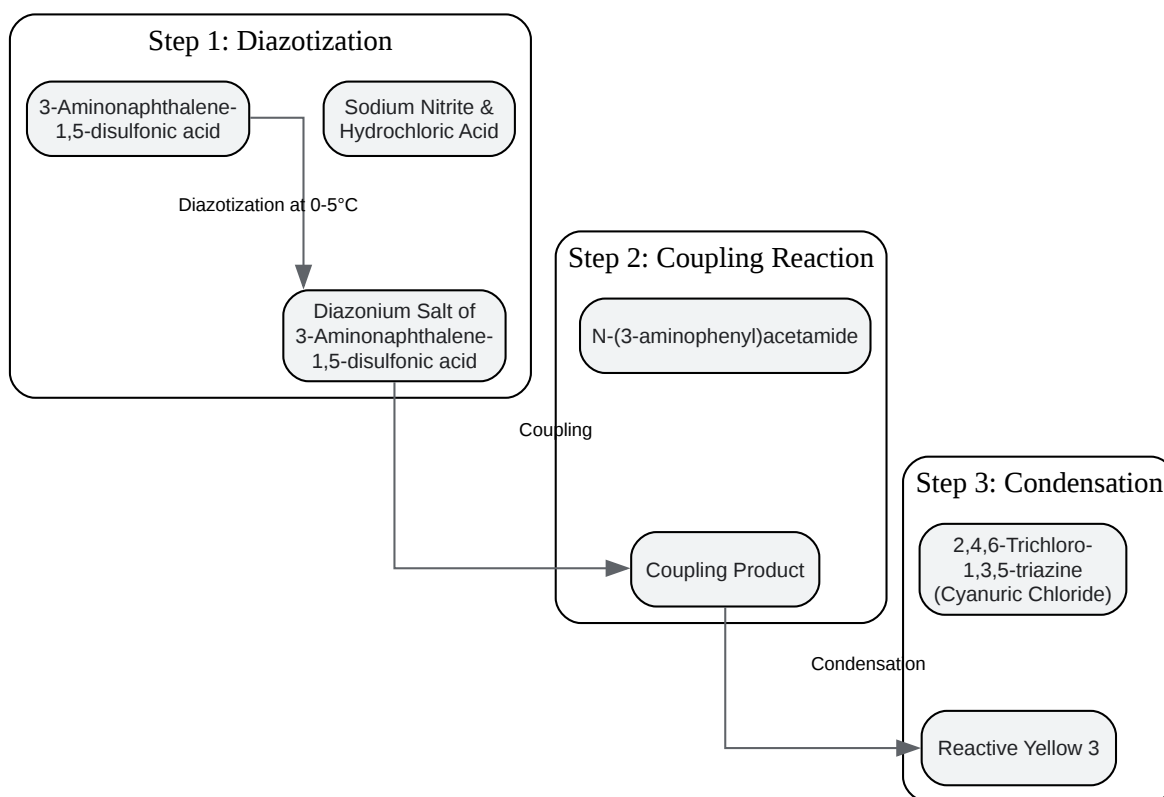 Step 1: Diazotization
3-Aminonaphthalene-
1,5-disulfonic acid
Sodium Nitrite &
Hydrochloric Acid
Diazotization at 0-5°C
Diazonium Salt of
3-Aminonaphthalene-
1,5-disulfonic acid
Step 2: Coupling Reaction
N-(3-aminophenyl)acetamide
Coupling
Coupling Product
Step 3: Condensation
2,4,6-Trichloro-
1,3,5-triazine
(Cyanuric Chloride)
Condensation
Reactive Yellow 3